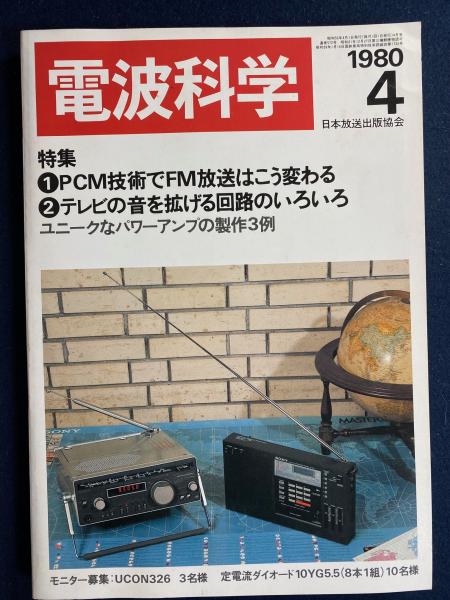 電波科学
1980
4
日本放送出版協会
特集
❶PCM技術でFM放送はこう変わる
❷テレビの音を拡げる回路のいろいろ
ユニークなパワーアンプの製作3例
SONY
MASTER
SONY
モニター募集:UCON326 3名様 定電流ダイオード10YG5.5(8本1組)10名様